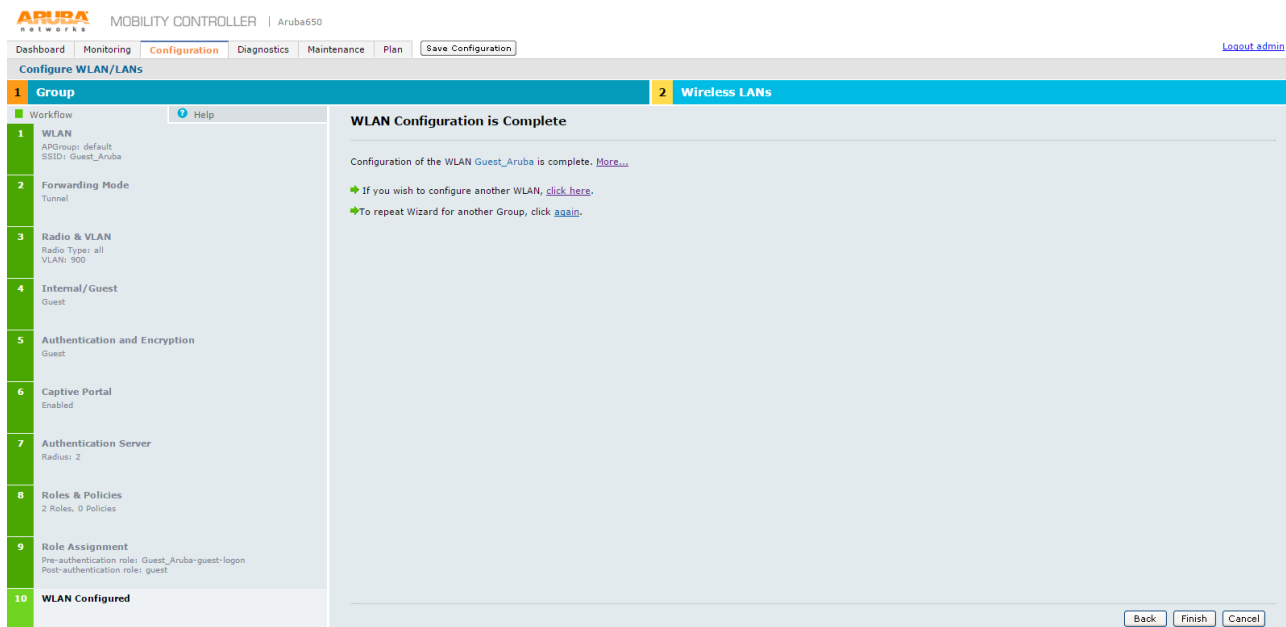 ARUBA
networks
MOBILITY CONTROLLER | Aruba650
Dashboard Monitoring Configuration Diagnostics Maintenance Plan Save Configuration
Logout admin
Configure WLAN/LANs
1 Group
2 Wireless LANs
Workflow
? Help
1 WLAN
APGroup: default
SSID: Guest_Aruba
2 Forwarding Mode
Tunnel
3 Radio & VLAN
Radio Type: all
VLAN: 900
4 Internal/Guest
Guest
5 Authentication and Encryption
Guest
6 Captive Portal
Enabled
7 Authentication Server
Radius: 2
8 Roles & Policies
2 Roles, 0 Policies
9 Role Assignment
Pre-authentication role: Guest_Aruba-guest-logon
Post-authentication role: guest
10 WLAN Configured
WLAN Configuration is Complete
Configuration of the WLAN Guest_Aruba is complete. More...
If you wish to configure another WLAN, click here.
To repeat Wizard for another Group, click again.
Back Finish Cancel